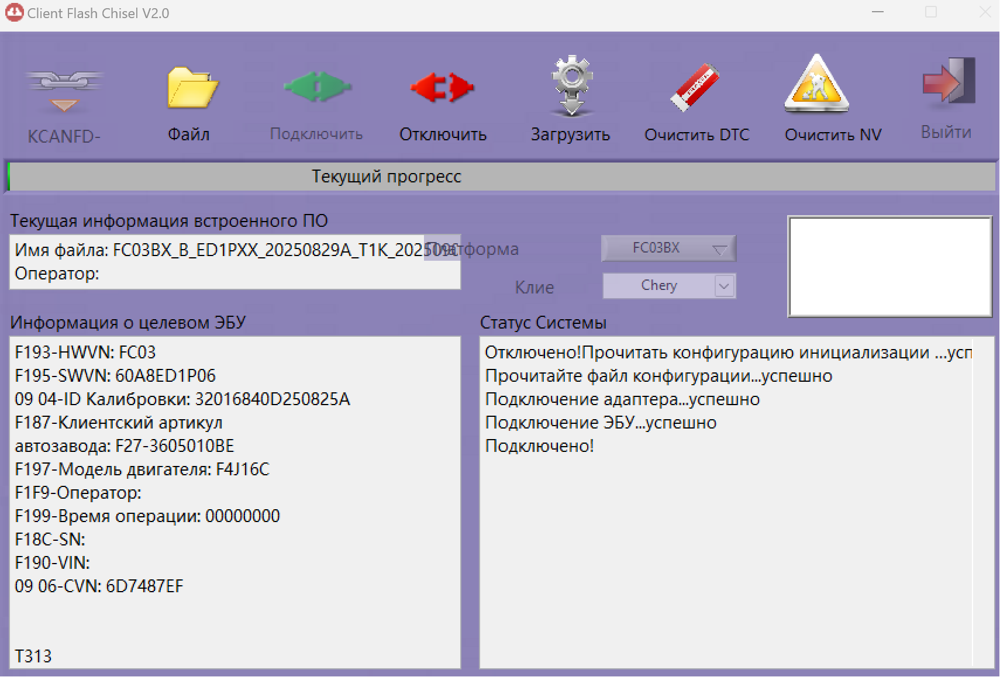 Client Flash Chisel V2.0
KCANFD-
Файл
Подключить
Отключить
Загрузить
Очистить DTC
Очистить NV
Выйти
Текущий прогресс
Текущая информация встроенного ПО
Имя файла: FC03BX_B_ED1PXX_20250829A_T1K_202509
Оператор:
Платформа
FC03BX
Клие
Chery
Информация о целевом ЭБУ
F193-HWVN: FC03
F195-SWVN: 60A8ED1P06
09 04-ID Калибровки: 32016840D250825A
F187-Клиентский артикул
автозавода: F27-3605010BE
F197-Модель двигателя: F4J16C
F1F9-Оператор:
F199-Время операции: 00000000
F18C-SN:
F190-VIN:
09 06-CVN: 6D7487EF
T313
Статус Системы
Отключено!Прочитать конфигурацию инициализации ...усп
Прочитайте файл конфигурации...успешно
Подключение адаптера...успешно
Подключение ЭБУ...успешно
Подключено!